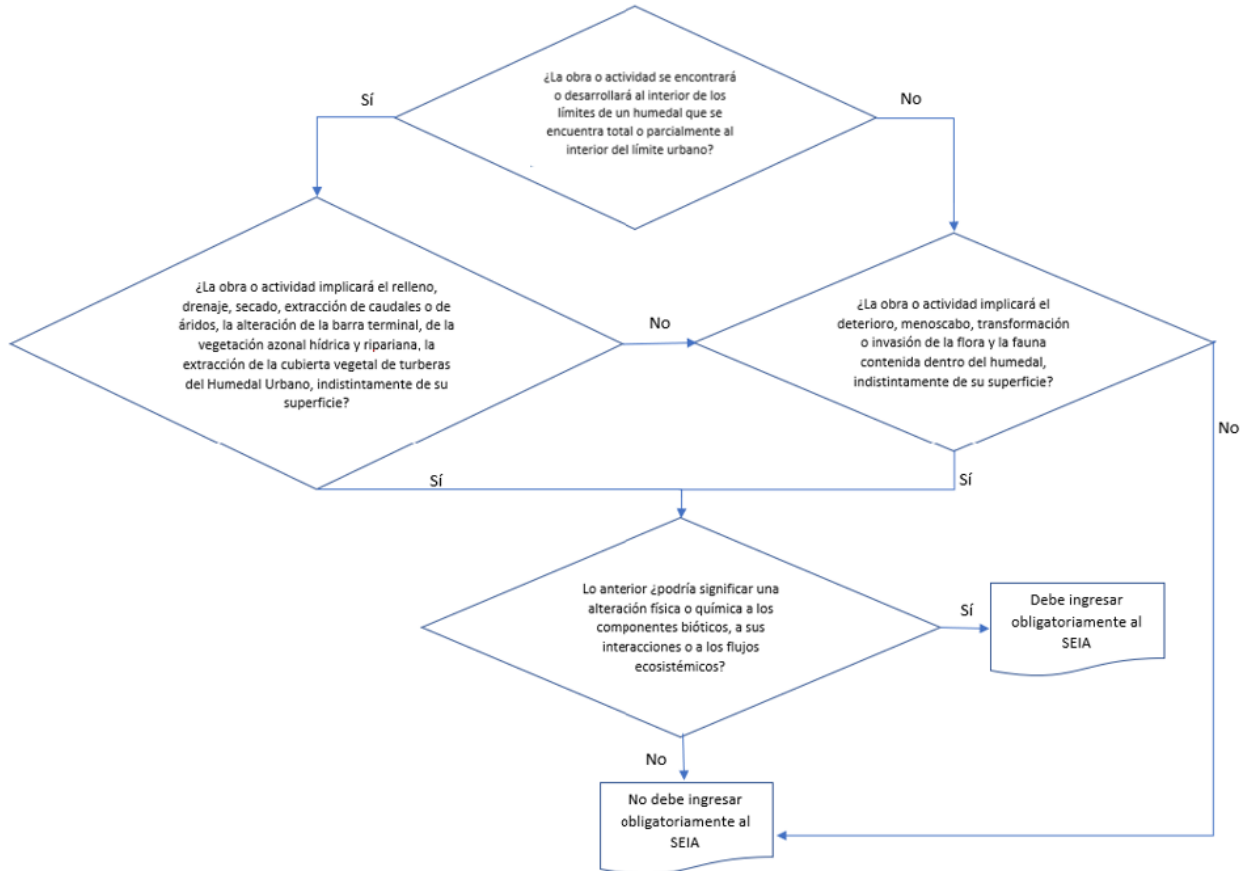 ¿La obra o actividad se encontrará
o desarrollará al interior de los
límites de un humedal que se
encuentra total o parcialmente al
interior del límite urbano?
Sí
No
¿La obra o actividad implicará el relleno,
drenaje, secado, extracción de caudales o de
áridos, la alteración de la barra terminal, de la
vegetación azonal hídrica y ripariana, la
extracción de la cubierta vegetal de turberas
del Humedal Urbano, indistintamente de su
superficie?
No
¿La obra o actividad implicará el
deterioro, menoscabo, transformación
o invasión de la flora y la fauna
contenida dentro del humedal,
indistintamente de su superficie?
No
Sí
Sí
Lo anterior ¿podría significar una
alteración física o química a los
componentes bióticos, a sus
interacciones o a los flujos
ecosistémicos?
Sí
Debe ingresar
obligatoriamente al
SEIA
No
No debe ingresar
obligatoriamente al
SEIA